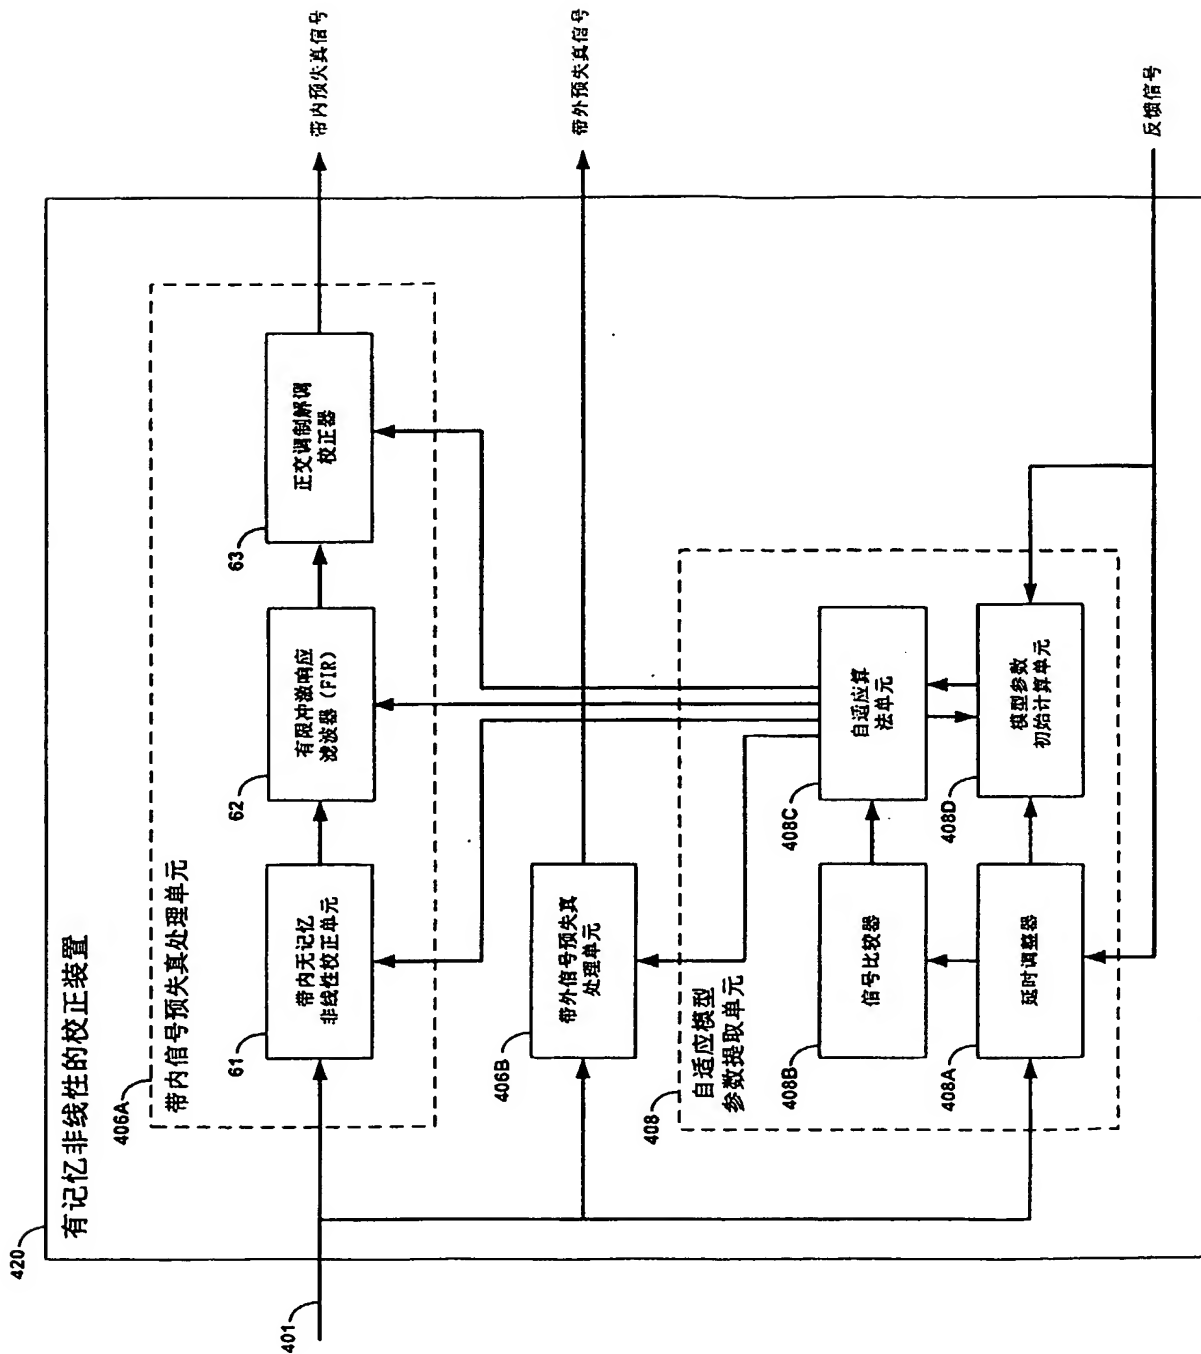 420
有记忆非线性的校正装置
406A
带内信号预失真处理单元
401
61
带内无记忆
非线性校正单元
62
有限冲激响应
滤波器 (FIR)
63
正交调制解调
校正器
带内预失真信号
406B
带外信号预失真
处理单元
带外预失真信号
408
自适应模型
参数提取单元
408B
信号比较器
408C
自适应算
法单元
408A
延时调整器
408D
模型参数
初始计算单元
反馈信号